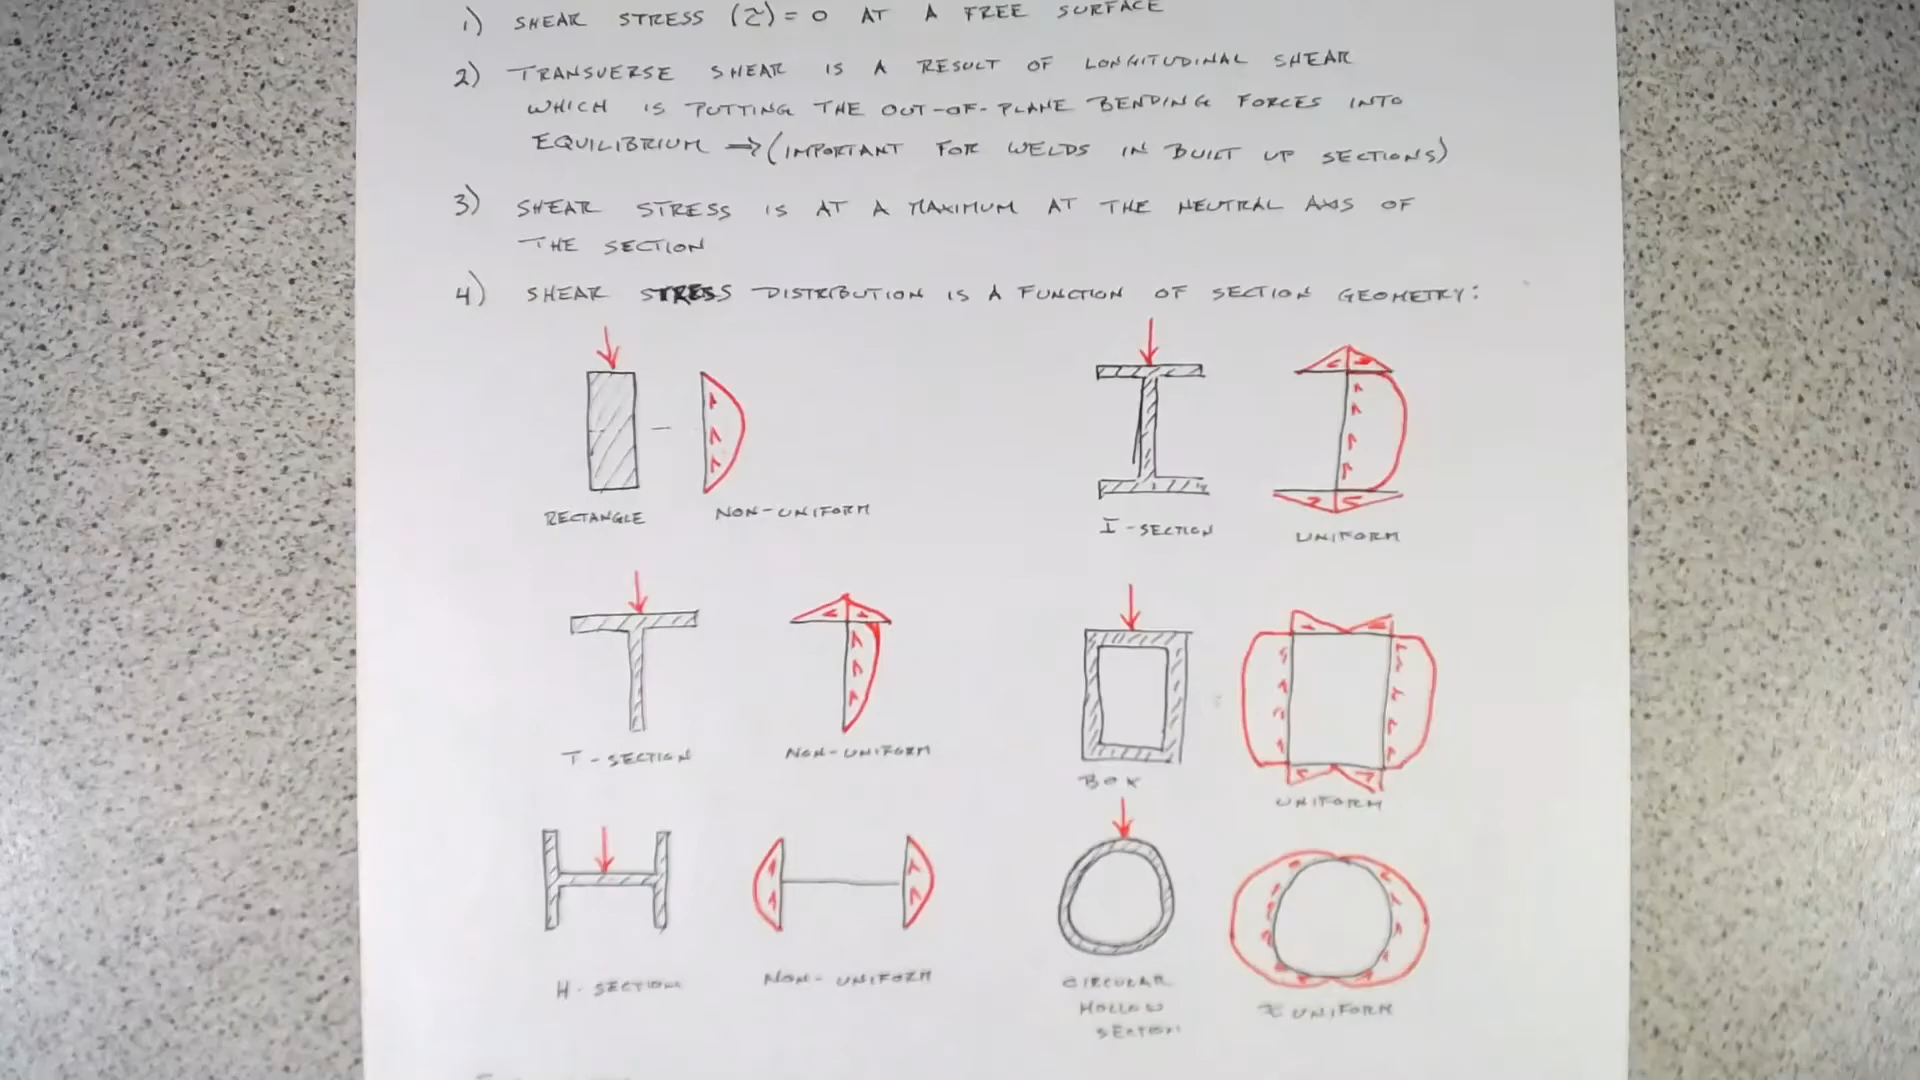 1) SHEAR STRESS (τ) = 0 AT A FREE SURFACE
2) TRANSVERSE SHEAR IS A RESULT OF LONGITUDINAL SHEAR
WHICH IS PUTTING THE OUT-OF-PLANE BENDING FORCES INTO
EQUILIBRIUM → (IMPORTANT FOR WELDS IN BUILT UP SECTIONS)
3) SHEAR STRESS IS AT A MAXIMUM AT THE NEUTRAL AXIS OF
THE SECTION
4) SHEAR STRESS DISTRIBUTION IS A FUNCTION OF SECTION GEOMETRY:
RECTANGLE
NON-UNIFORM
I-SECTION
UNIFORM
T-SECTION
NON-UNIFORM
BOX
UNIFORM
H-SECTION
NON-UNIFORM
CIRCULAR
HOLLOW
SECTION
≈ UNIFORM